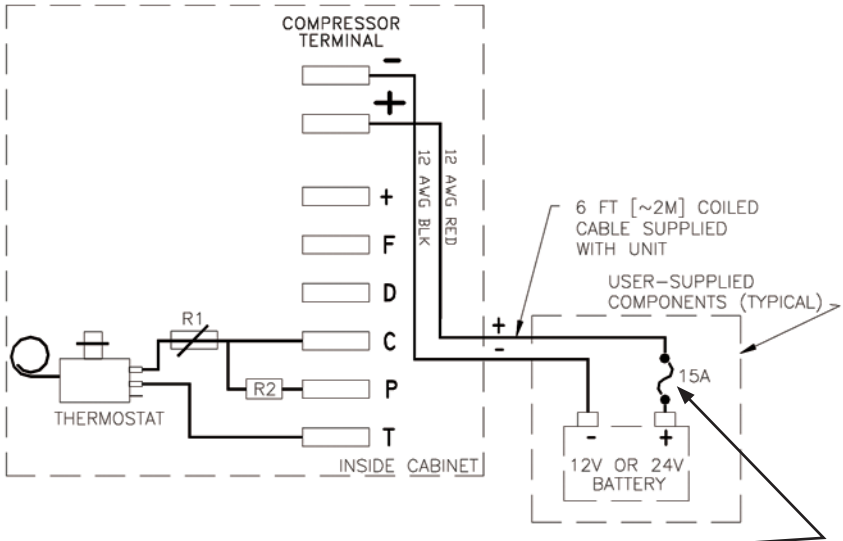 COMPRESSOR
TERMINAL
-
+
12 AWG BLK
12 AWG RED
+
F
D
C
P
T
R1
R2
THERMOSTAT
INSIDE CABINET
6 FT [~2M] COILED
CABLE SUPPLIED
WITH UNIT
USER-SUPPLIED
COMPONENTS (TYPICAL)
+
-
15A
- +
12V OR 24V
BATTERY